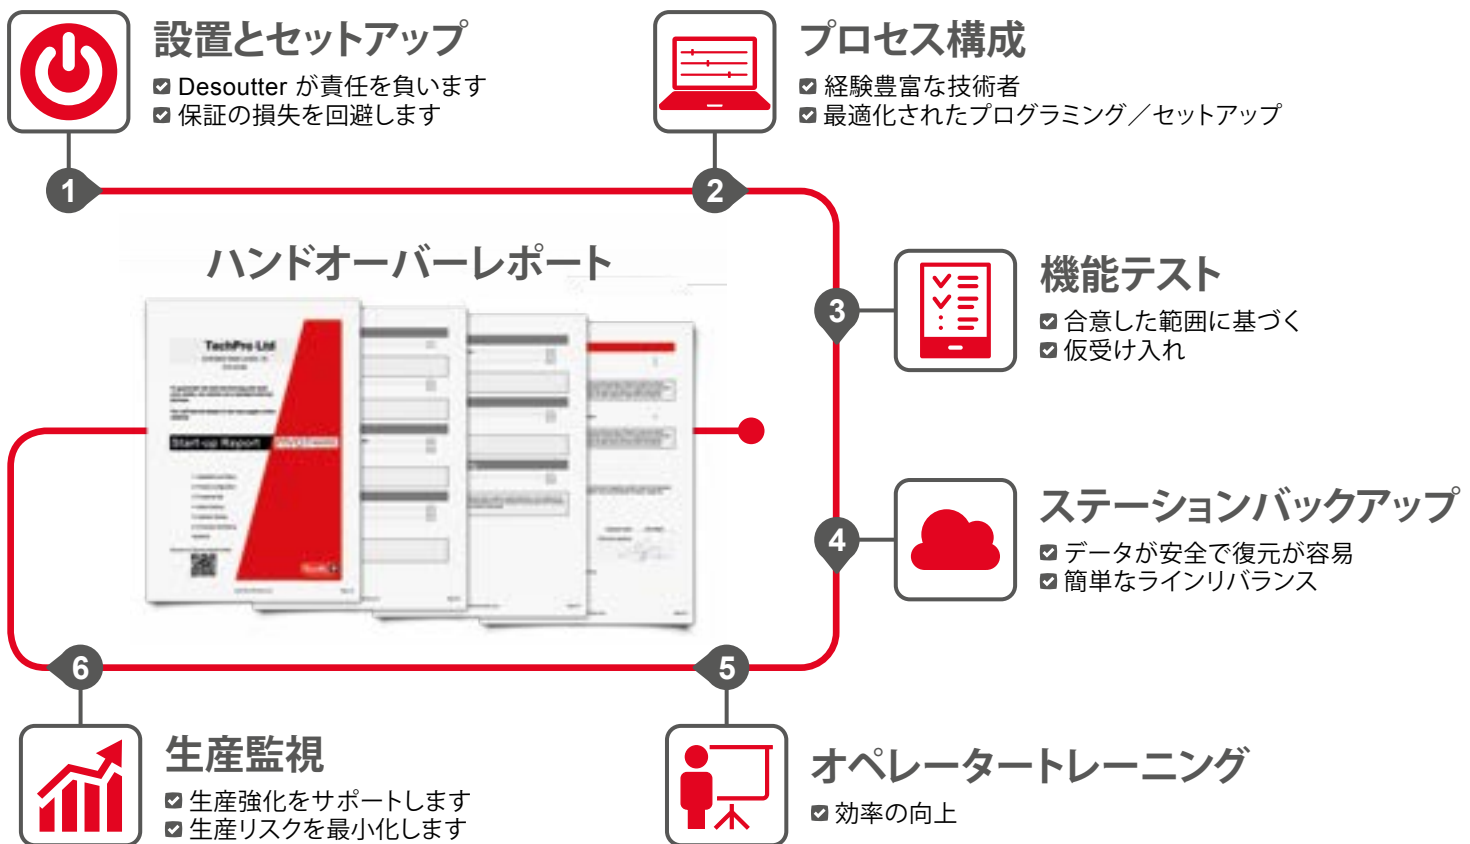 設置とセットアップ
Desoutter が責任を負います
保証の損失を回避します
1
プロセス構成
経験豊富な技術者
最適化されたプログラミング／セットアップ
2
機能テスト
合意した範囲に基づく
仮受け入れ
3
ステーションバックアップ
データが安全で復元が容易
簡単なラインリバランス
4
オペレータートレーニング
効率の向上
5
生産監視
生産強化をサポートします
生産リスクを最小化します
6
ハンドオーバーレポート
TechPro Ltd
Start-up Report